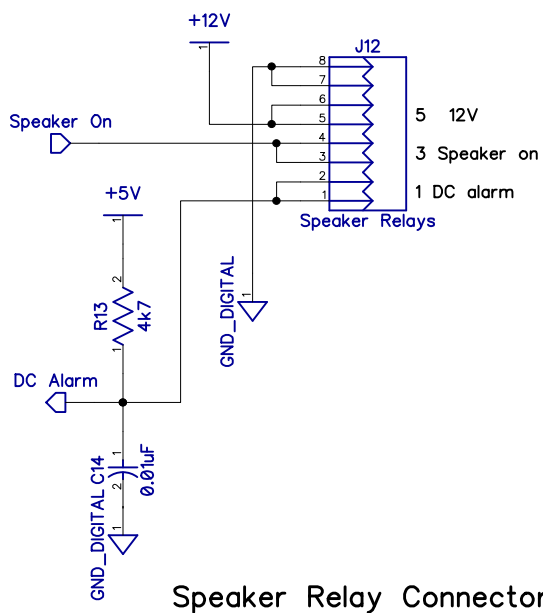 +12V
1
J12
8
7
6
5
4
3
2
1
5 12V
3 Speaker on
1 DC alarm
Speaker Relays
Speaker On
+5V
1
2
R13
4k7
1
GND_DIGITAL
1
DC Alarm
1
C14
0.01uF
2
GND_DIGITAL
1
Speaker Relay Connector